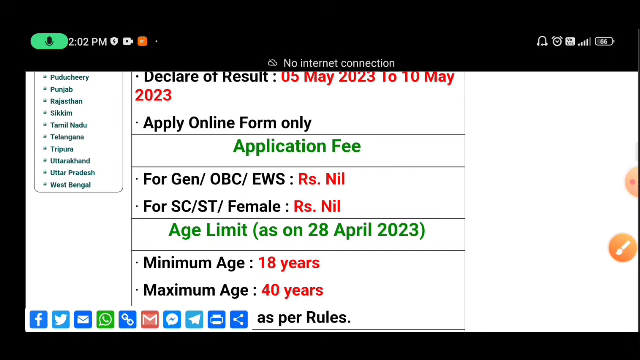 2:02 PM
66
No internet connection
Puducheery
Punjab
Rajasthan
Sikkim
Tamil Nadu
Telangana
Tripura
Uttarakhand
Uttar Pradesh
West Bengal
· Declare of Result : 05 May 2023 To 10 May
2023
· Apply Online Form only
Application Fee
· For Gen/ OBC/ EWS : Rs. Nil
· For SC/ST/ Female : Rs. Nil
Age Limit (as on 28 April 2023)
· Minimum Age : 18 years
· Maximum Age : 40 years
as per Rules.